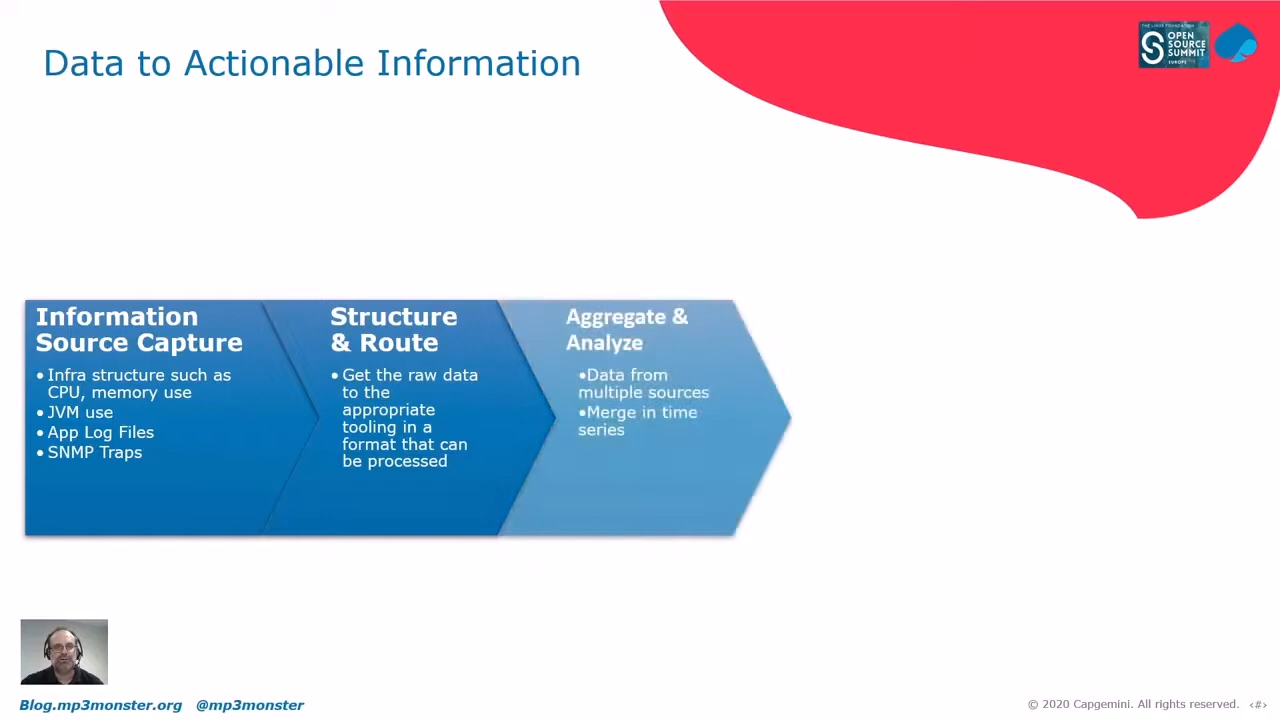 Data to Actionable Information
THE LINUX FOUNDATION
OPEN
SOURCE
SUMMIT
EUROPE
Information
Source Capture
•Infra structure such as
CPU, memory use
•JVM use
•App Log Files
•SNMP Traps
Structure
& Route
•Get the raw data
to the
appropriate
tooling in a
format that can
be processed
Aggregate &
Analyze
•Data from
multiple sources
•Merge in time
series
Blog.mp3monster.org @mp3monster
© 2020 Capgemini. All rights reserved. ‹#›